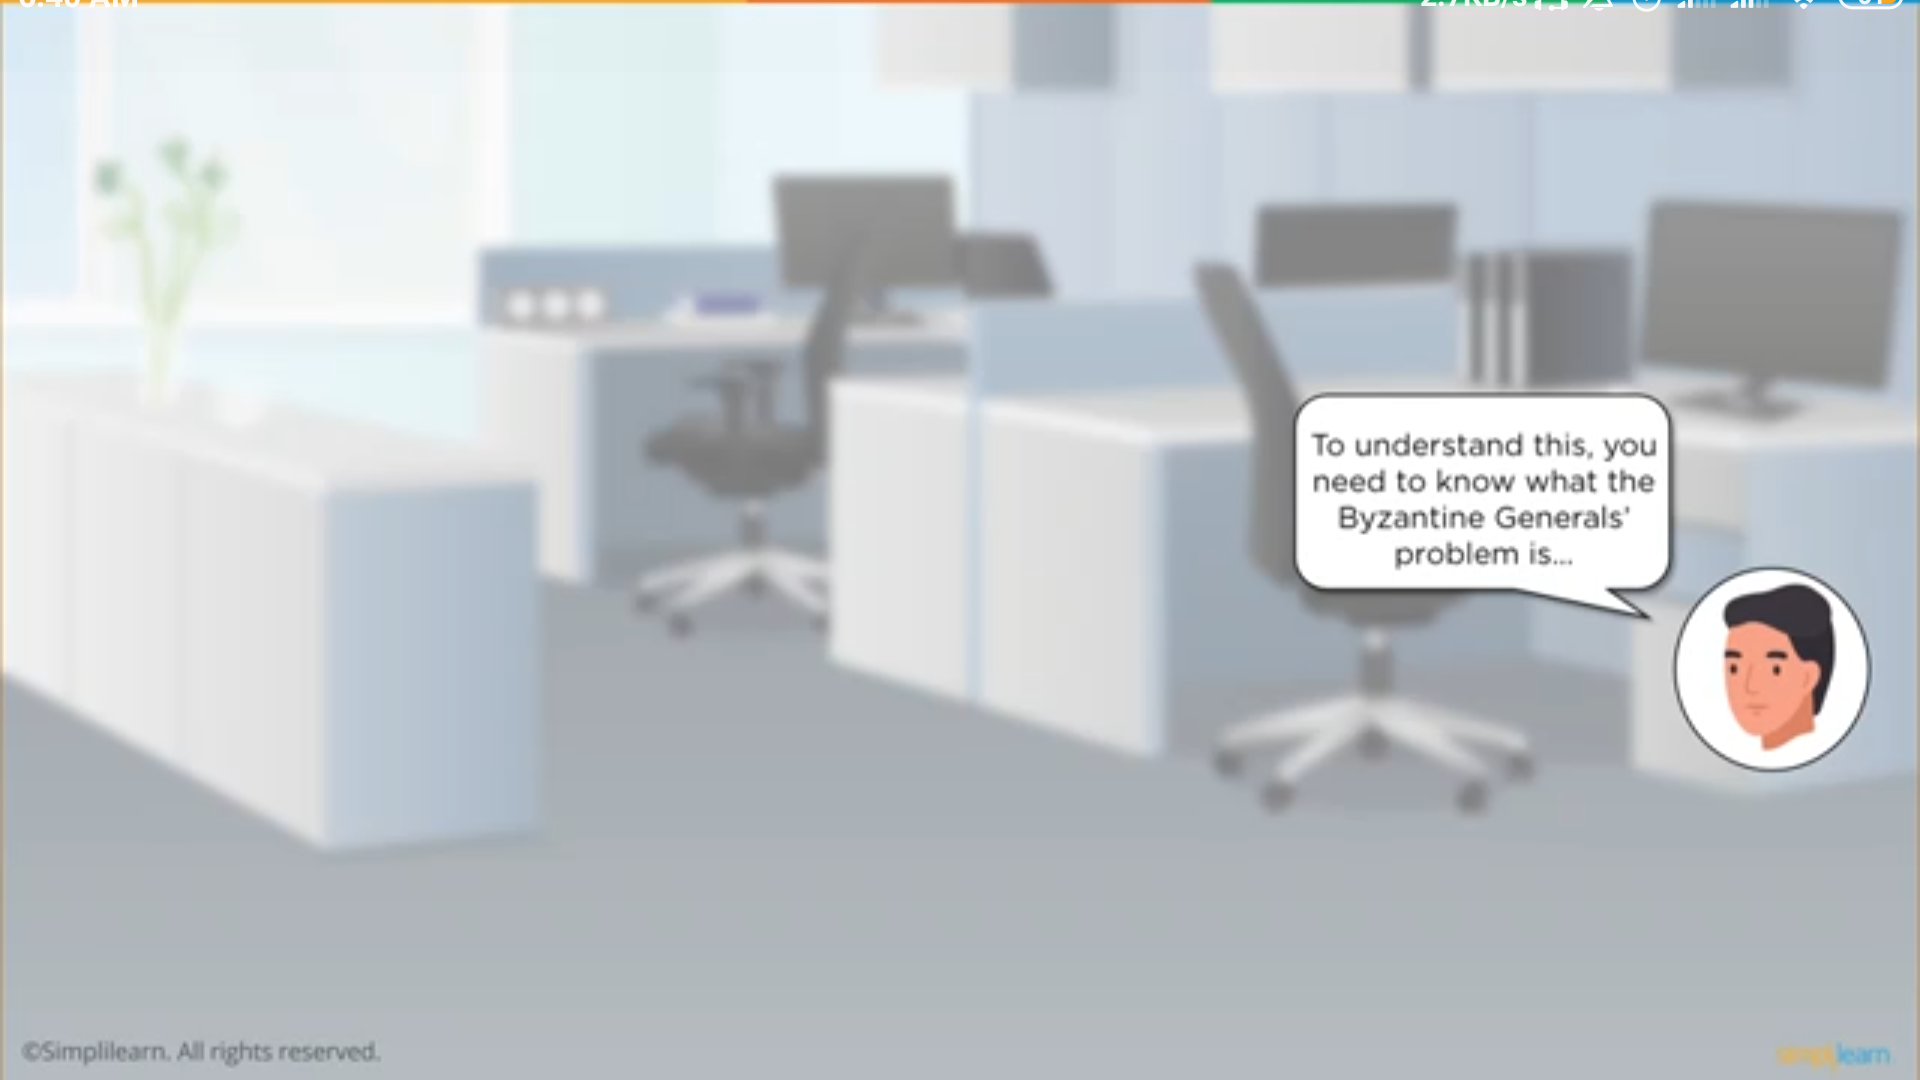 To understand this, you
need to know what the
Byzantine Generals'
problem is...
©Simplilearn. All rights reserved.
simplilearn